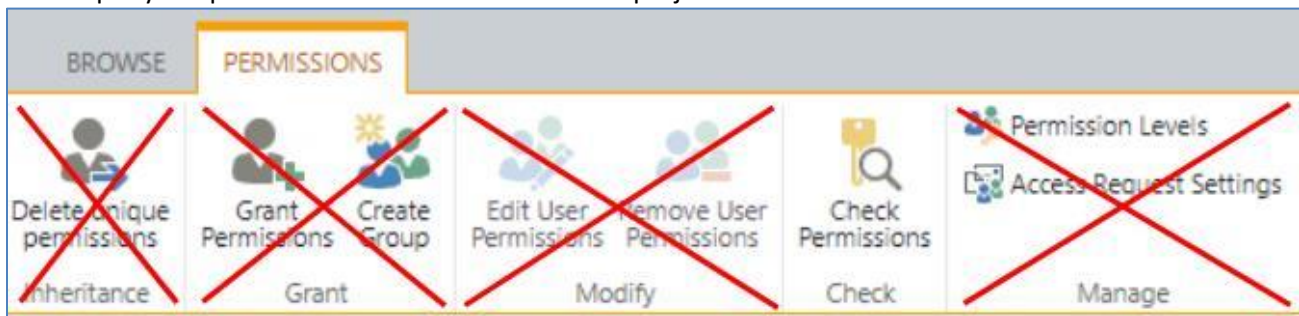 BROWSE PERMISSIONS
Delete unique permissions
Grant Permissions
Create Group
Edit User Permissions
Remove User Permissions
Check Permissions
Permission Levels
Access Request Settings
Inheritance Grant Modify Check Manage